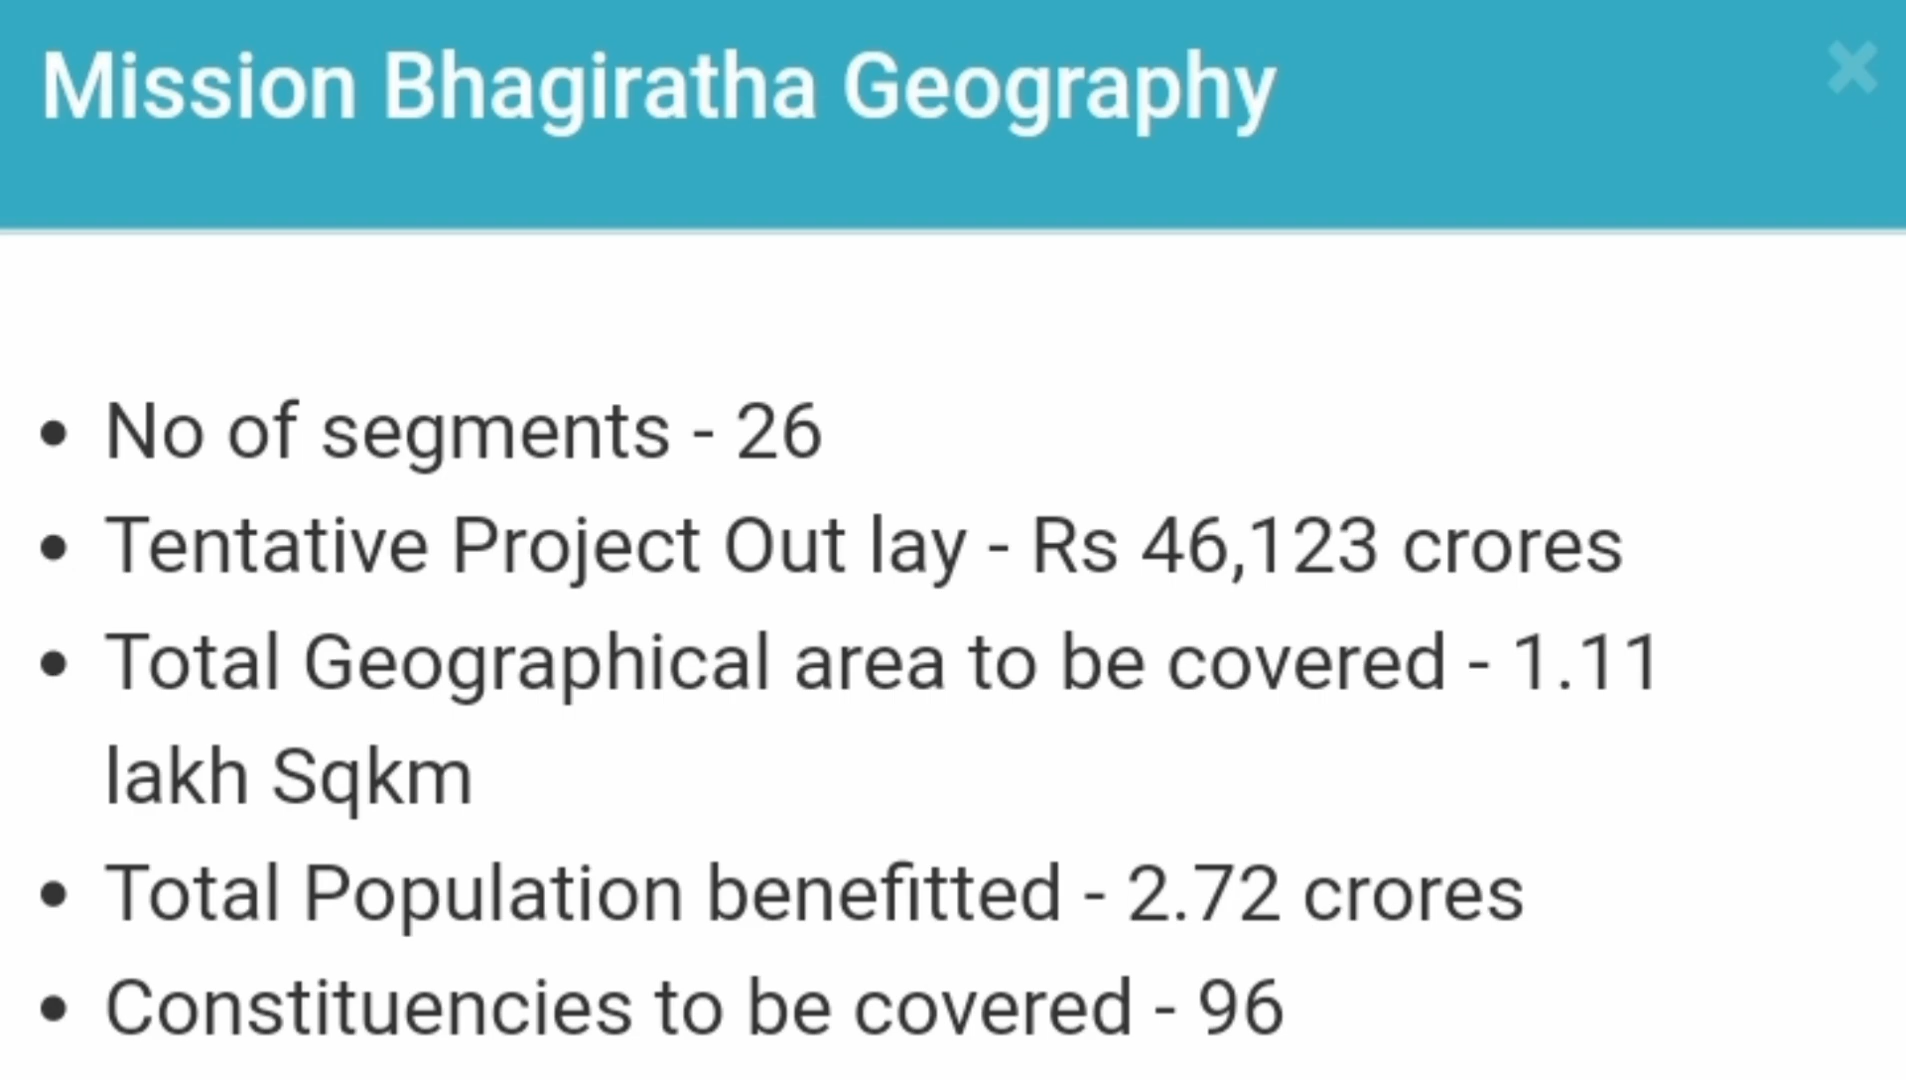 Mission Bhagiratha Geography
• No of segments - 26
• Tentative Project Out lay - Rs 46,123 crores
• Total Geographical area to be covered - 1.11
lakh Sqkm
• Total Population benefitted - 2.72 crores
• Constituencies to be covered - 96